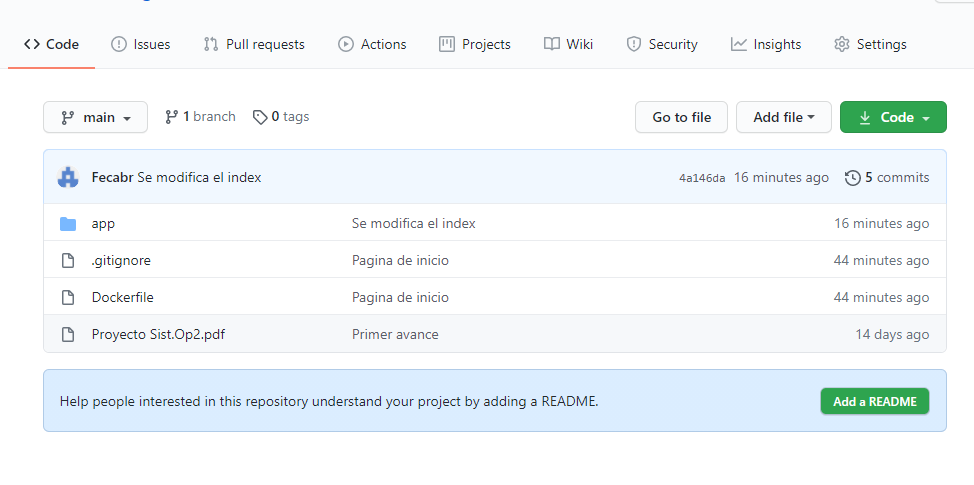 Code Issues Pull requests Actions Projects Wiki Security Insights Settings
main 1 branch 0 tags Go to file Add file Code
Fecabr Se modifica el index 4a146da 16 minutes ago 5 commits
app Se modifica el index 16 minutes ago
.gitignore Pagina de inicio 44 minutes ago
Dockerfile Pagina de inicio 44 minutes ago
Proyecto Sist.Op2.pdf Primer avance 14 days ago
Help people interested in this repository understand your project by adding a README. Add a README